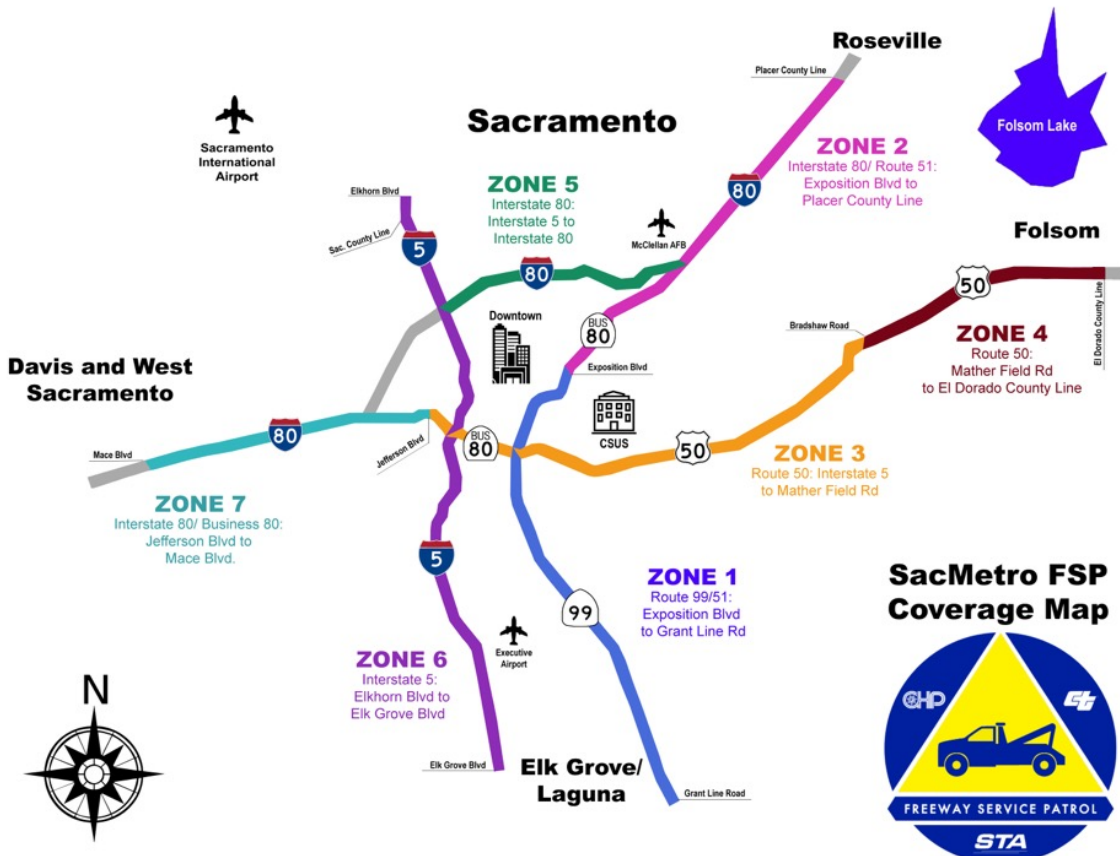 Roseville
Placer County Line
Folsom Lake
Sacramento
Sacramento
International
Airport
ZONE 2
Interstate 80/ Route 51:
Exposition Blvd to
Placer County Line
80
Elkhorn Blvd
Sac. County Line
5
ZONE 5
Interstate 80:
Interstate 5 to
Interstate 80
McClellan AFB
80
Folsom
50
El Dorado County Line
Downtown
BUS
80
Bradshaw Road
ZONE 4
Route 50:
Mather Field Rd
to El Dorado County Line
Davis and West
Sacramento
Exposition Blvd
CSUS
80
Mace Blvd
Jefferson Blvd
BUS
80
50
ZONE 3
Route 50: Interstate 5
to Mather Field Rd
ZONE 7
Interstate 80/ Business 80:
Jefferson Blvd to
Mace Blvd.
5
99
ZONE 1
Route 99/51:
Exposition Blvd
to Grant Line Rd
Executive
Airport
ZONE 6
Interstate 5:
Elkhorn Blvd to
Elk Grove Blvd
N
Elk Grove Blvd
Elk Grove/
Laguna
Grant Line Road
SacMetro FSP
Coverage Map
CHP
ct
FREEWAY SERVICE PATROL
STA